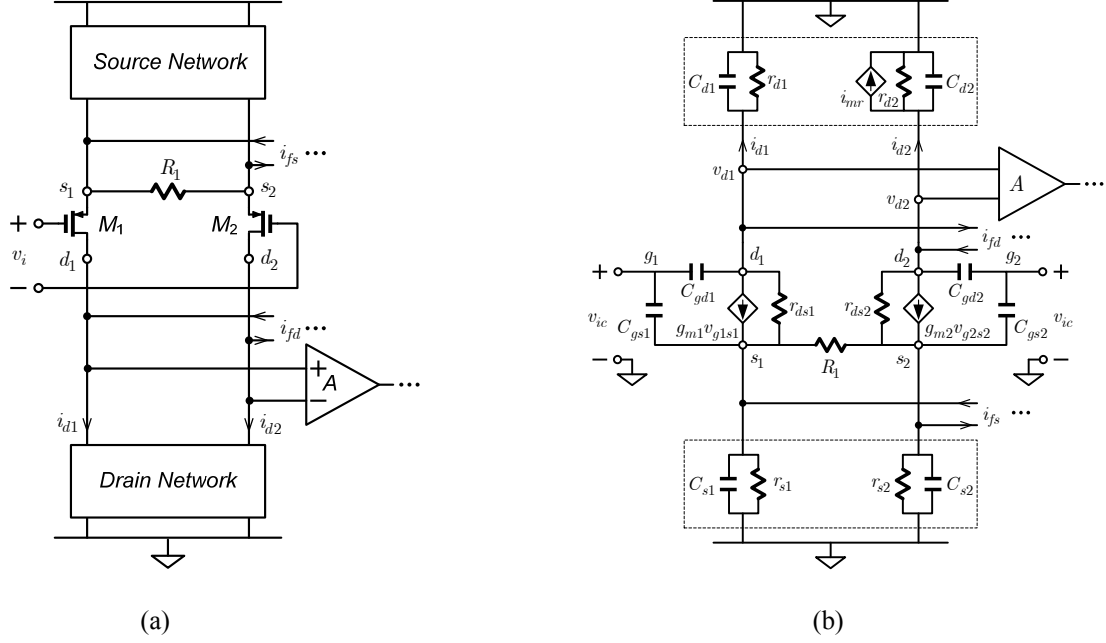 Source Network
i_fs ...
R_1
s_1
s_2
+
M_1
M_2
v_i
d_1
d_2
−
i_fd ...
+
A
...
−
i_d1
i_d2
Drain Network
(a)
C_d1
r_d1
i_mr
r_d2
C_d2
i_d1
i_d2
v_d1
A
...
v_d2
i_fd ...
g_1
d_1
d_2
g_2
+
+
C_gd1
C_gd2
v_ic
C_gs1
r_ds1
r_ds2
C_gs2
v_ic
g_m1v_g1s1
g_m2v_g2s2
−
s_1
s_2
−
R_1
i_fs ...
C_s1
r_s1
r_s2
C_s2
(b)